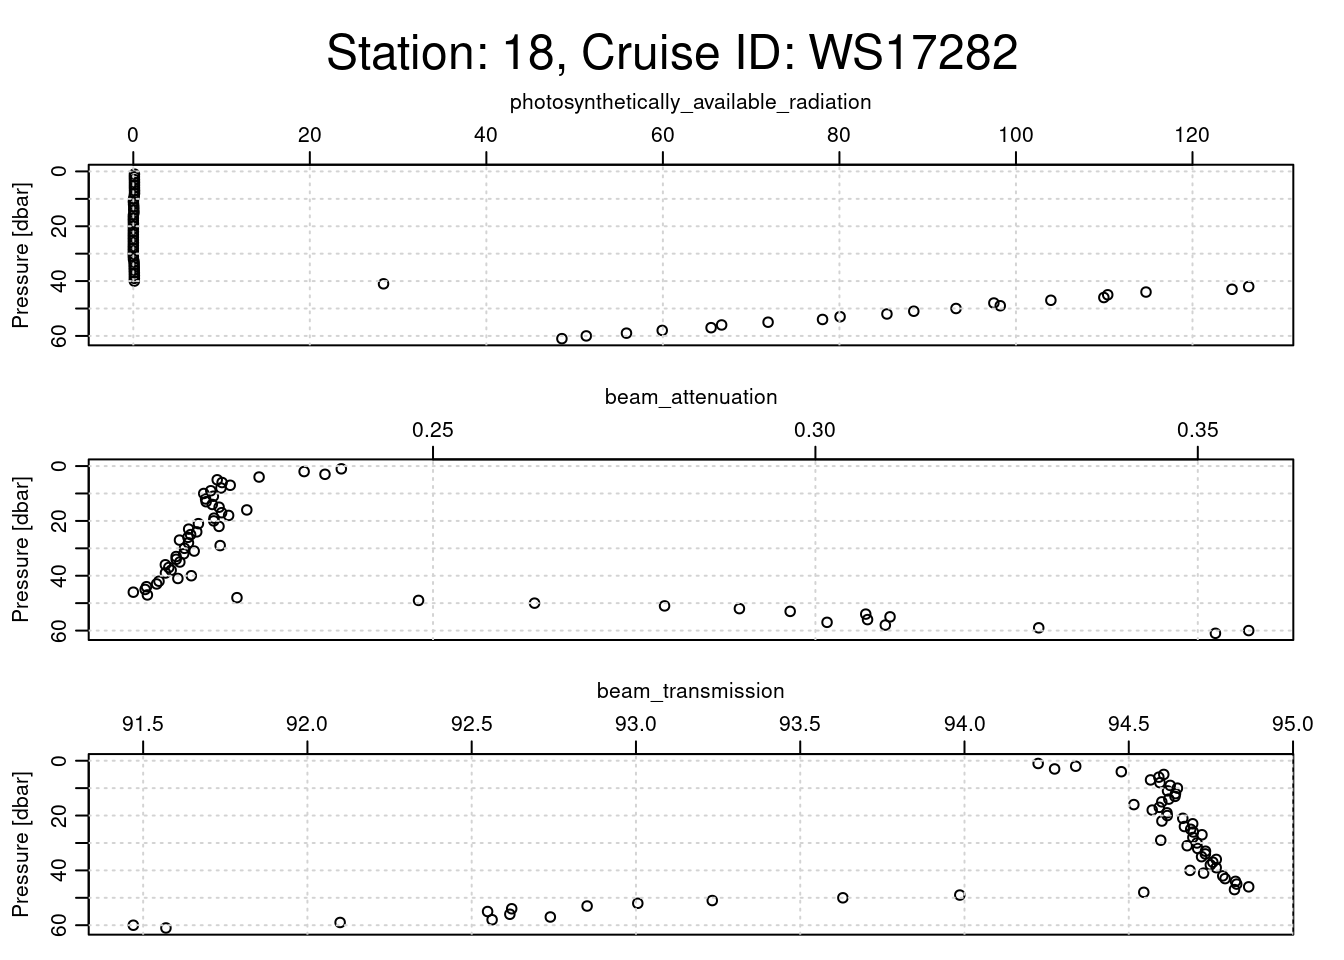 Station: 18, Cruise ID: WS17282
photosynthetically_available_radiation
0 20 40 60 80 100 120
Pressure [dbar]
0
20
40
60
beam_attenuation
0.25 0.30 0.35
Pressure [dbar]
0
20
40
60
beam_transmission
91.5 92.0 92.5 93.0 93.5 94.0 94.5 95.0
Pressure [dbar]
0
20
40
60